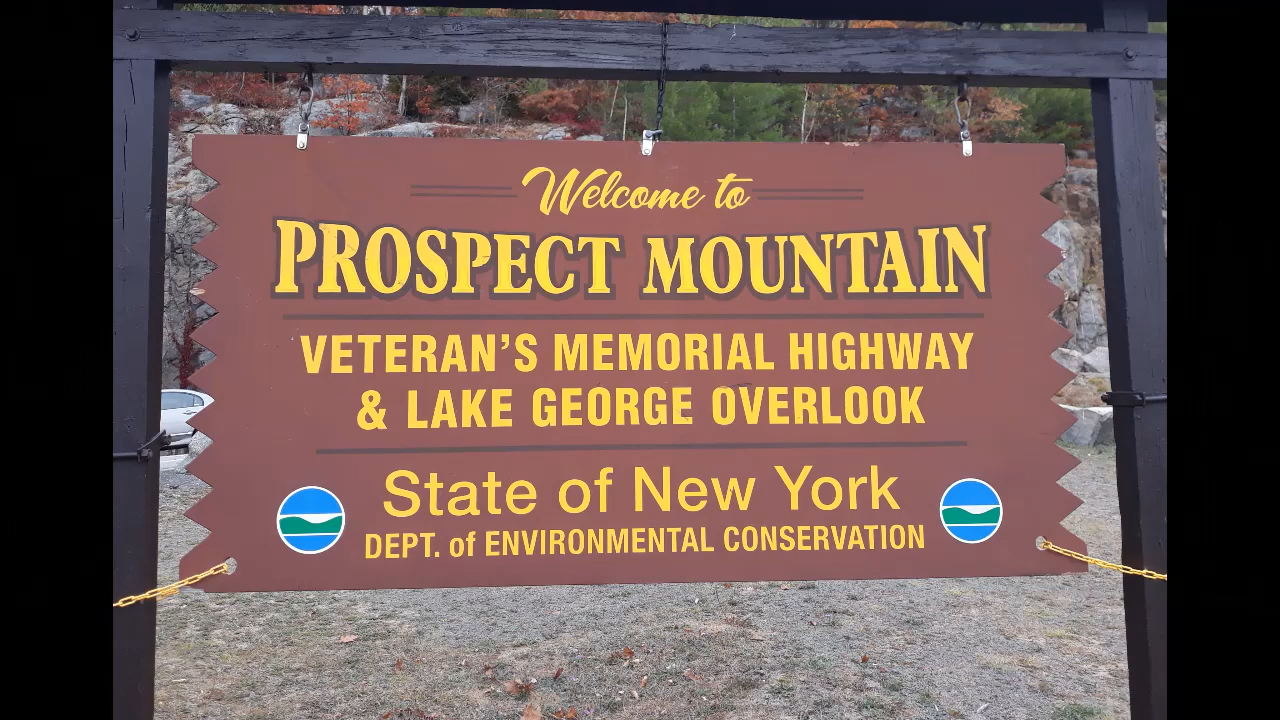 Welcome to
PROSPECT MOUNTAIN
VETERAN'S MEMORIAL HIGHWAY
& LAKE GEORGE OVERLOOK
State of New York
DEPT. of ENVIRONMENTAL CONSERVATION